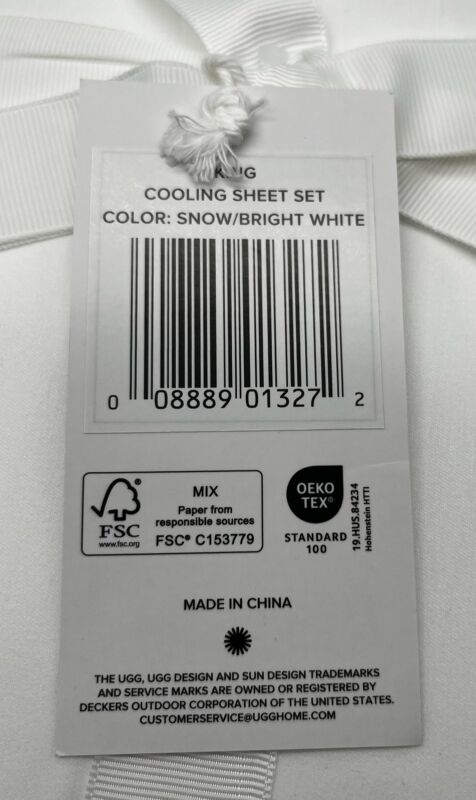 COOLING SHEET SET
COLOR: SNOW/BRIGHT WHITE
0 08889 01327 2
FSC
www.fsc.org
MIX
Paper from
responsible sources
FSC® C153779
OEKO
TEX®
STANDARD
100
19.HUS.84234
Hohenstein HTTI
MADE IN CHINA
THE UGG, UGG DESIGN AND SUN DESIGN TRADEMARKS
AND SERVICE MARKS ARE OWNED OR REGISTERED BY
DECKERS OUTDOOR CORPORATION OF THE UNITED STATES.
CUSTOMERSERVICE@UGGHOME.COM